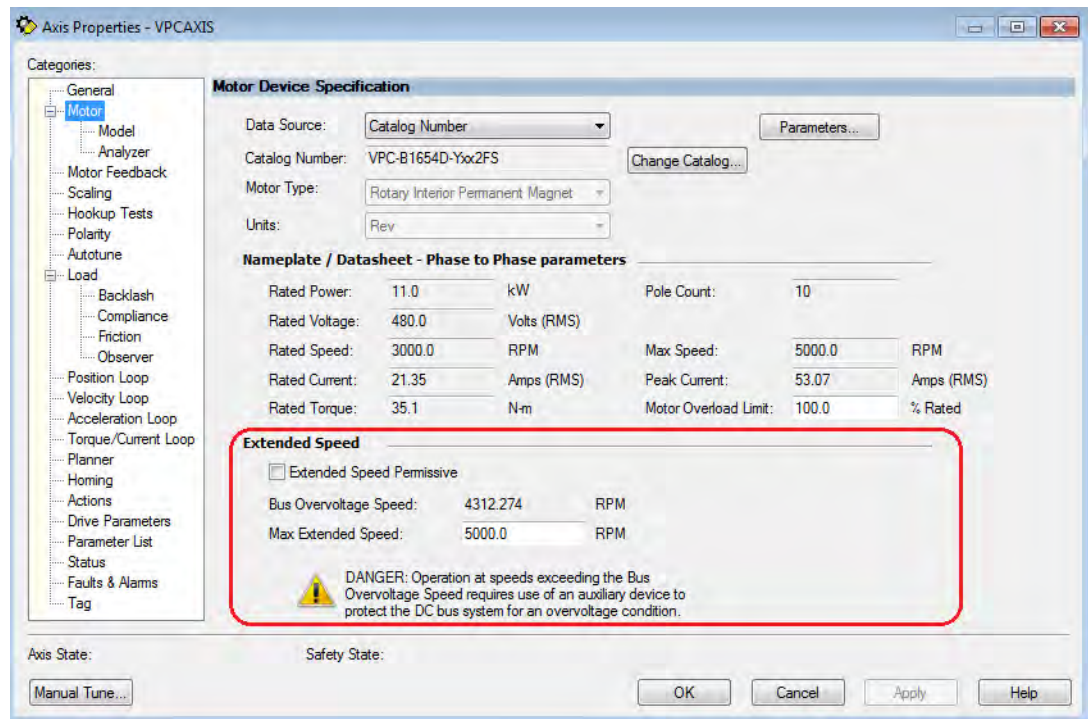 Axis Properties - VPCAXIS
Categories:
General
Motor
Model
Analyzer
Motor Feedback
Scaling
Hookup Tests
Polarity
Autotune
Load
Backlash
Compliance
Friction
Observer
Position Loop
Velocity Loop
Acceleration Loop
Torque/Current Loop
Planner
Homing
Actions
Drive Parameters
Parameter List
Status
Faults & Alarms
Tag
Motor Device Specification
Data Source: Catalog Number Parameters...
Catalog Number: VPC-B1654D-Yxx2FS Change Catalog...
Motor Type: Rotary Interior Permanent Magnet
Units: Rev
Nameplate / Datasheet - Phase to Phase parameters
Rated Power: 11.0 kW Pole Count: 10
Rated Voltage: 480.0 Volts (RMS)
Rated Speed: 3000.0 RPM Max Speed: 5000.0 RPM
Rated Current: 21.35 Amps (RMS) Peak Current: 53.07 Amps (RMS)
Rated Torque: 35.1 N-m Motor Overload Limit: 100.0 % Rated
Extended Speed
Extended Speed Permissive
Bus Overvoltage Speed: 4312.274 RPM
Max Extended Speed: 5000.0 RPM
DANGER: Operation at speeds exceeding the Bus
Overvoltage Speed requires use of an auxiliary device to
protect the DC bus system for an overvoltage condition.
Axis State: Safety State:
Manual Tune... OK Cancel Apply Help